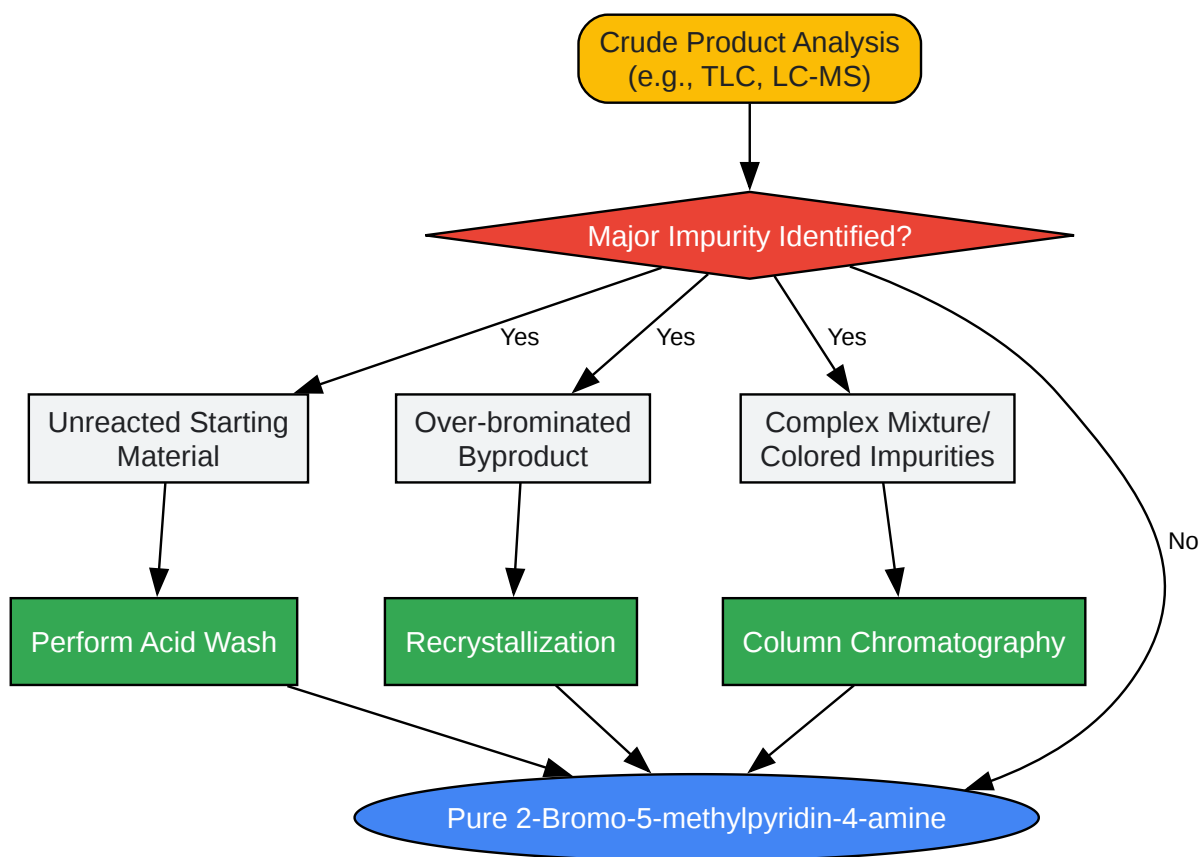 Crude Product Analysis
(e.g., TLC, LC-MS)
Major Impurity Identified?
Yes
Yes
Yes
No
Unreacted Starting
Material
Over-brominated
Byproduct
Complex Mixture/
Colored Impurities
Perform Acid Wash
Recrystallization
Column Chromatography
Pure 2-Bromo-5-methylpyridin-4-amine